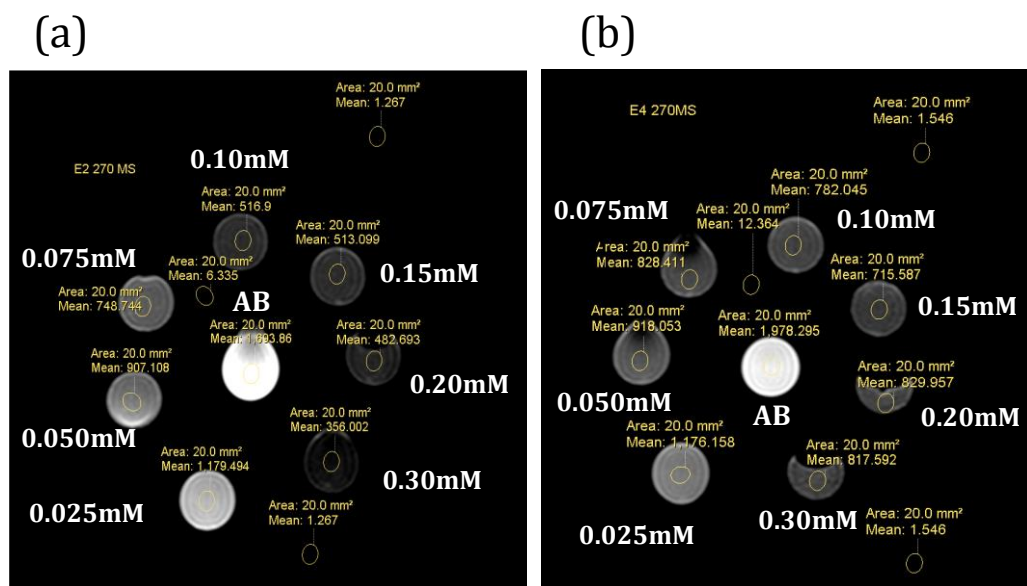 (a)
Area: 20.0 mm²
Mean: 1.267
E2 270 MS
0.10mM
Area: 20.0 mm²
Mean: 516.9
0.075mM
Area: 20.0 mm²
Mean: 6.335
Area: 20.0 mm²
Mean: 513.099
0.15mM
Area: 20.0 mm²
Mean: 748.744
AB
Area: 20.0 mm²
Mean: 1,693.86
Area: 20.0 mm²
Mean: 482.693
0.20mM
Area: 20.0 mm²
Mean: 907.108
0.050mM
Area: 20.0 mm²
Mean: 356.002
0.30mM
Area: 20.0 mm²
Mean: 1,179.494
0.025mM
Area: 20.0 mm²
Mean: 1.267
(b)
Area: 20.0 mm²
Mean: 1.546
E4 270MS
Area: 20.0 mm²
Mean: 782.045
0.075mM
Area: 20.0 mm²
Mean: 12.364
0.10mM
Area: 20.0 mm²
Mean: 828.411
Area: 20.0 mm²
Mean: 715.587
0.15mM
Area: 20.0 mm²
Mean: 918.053
Area: 20.0 mm²
Mean: 1,978.295
0.050mM
AB
Area: 20.0 mm²
Mean: 829.957
0.20mM
Area: 20.0 mm²
Mean: 1,176.158
0.025mM
Area: 20.0 mm²
Mean: 817.592
0.30mM
Area: 20.0 mm²
Mean: 1.546